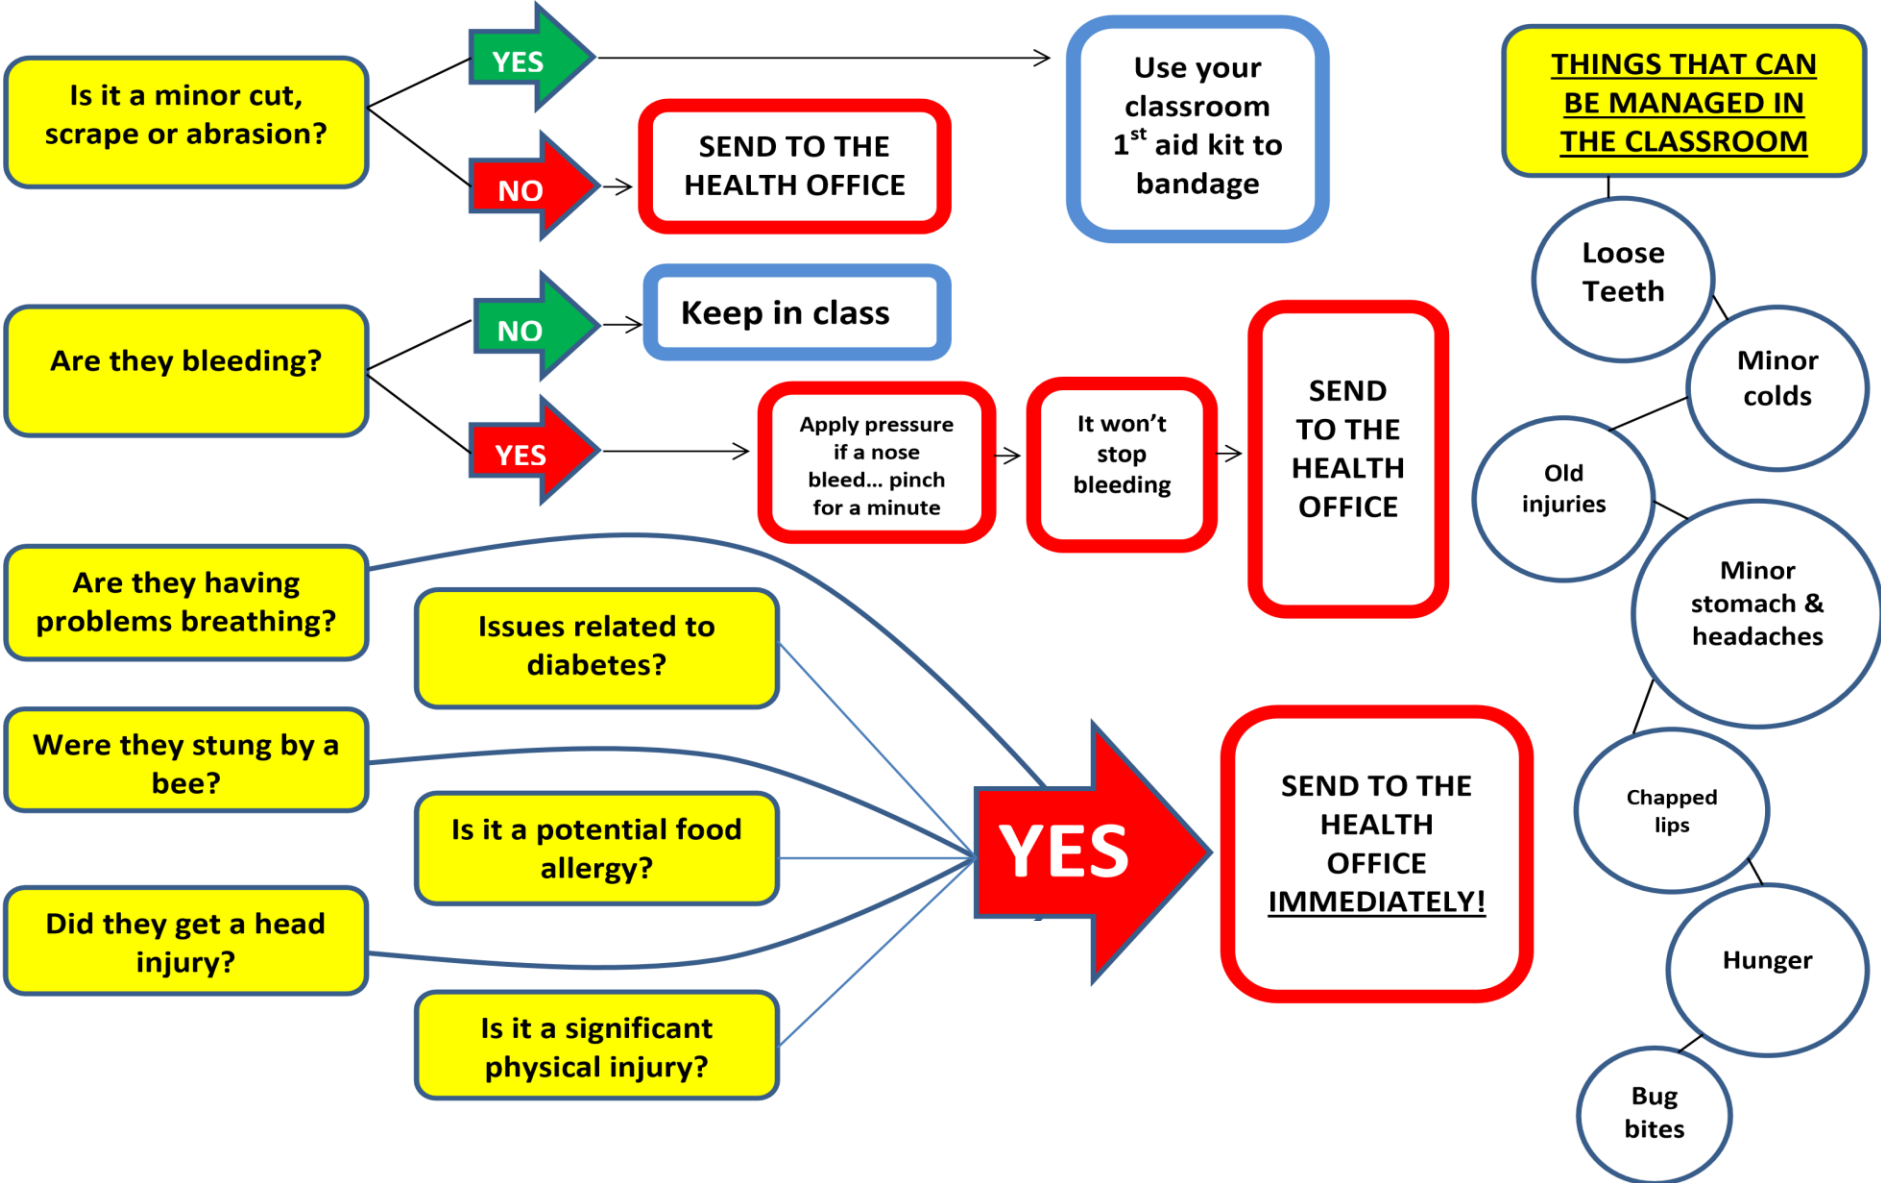 Is it a minor cut,
scrape or abrasion?
YES
NO
SEND TO THE
HEALTH OFFICE
Use your
classroom
1st aid kit to
bandage
Are they bleeding?
NO
Keep in class
YES
Apply pressure
if a nose
bleed... pinch
for a minute
It won't
stop
bleeding
SEND
TO THE
HEALTH
OFFICE
Are they having
problems breathing?
Issues related to
diabetes?
Were they stung by a
bee?
Is it a potential food
allergy?
Did they get a head
injury?
Is it a significant
physical injury?
YES
SEND TO THE
HEALTH
OFFICE
IMMEDIATELY!
THINGS THAT CAN
BE MANAGED IN
THE CLASSROOM
Loose
Teeth
Minor
colds
Old
injuries
Minor
stomach &
headaches
Chapped
lips
Hunger
Bug
bites